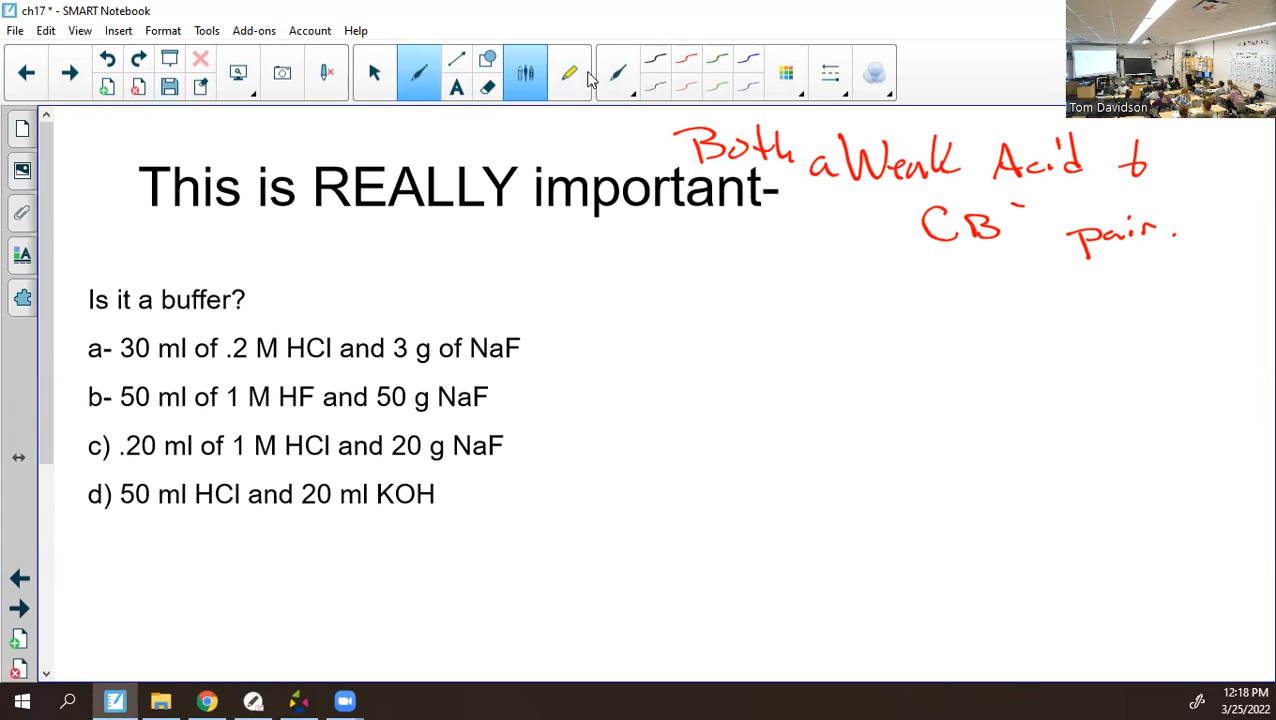 ch17 * - SMART Notebook
File Edit View Insert Format Tools Add-ons Account Help
Tom Davidson
Both a Weak Acid &
This is REALLY important-
CB⁻ pair.
Is it a buffer?
a- 30 ml of .2 M HCl and 3 g of NaF
b- 50 ml of 1 M HF and 50 g NaF
c) .20 ml of 1 M HCl and 20 g NaF
d) 50 ml HCl and 20 ml KOH
12:18 PM
3/25/2022